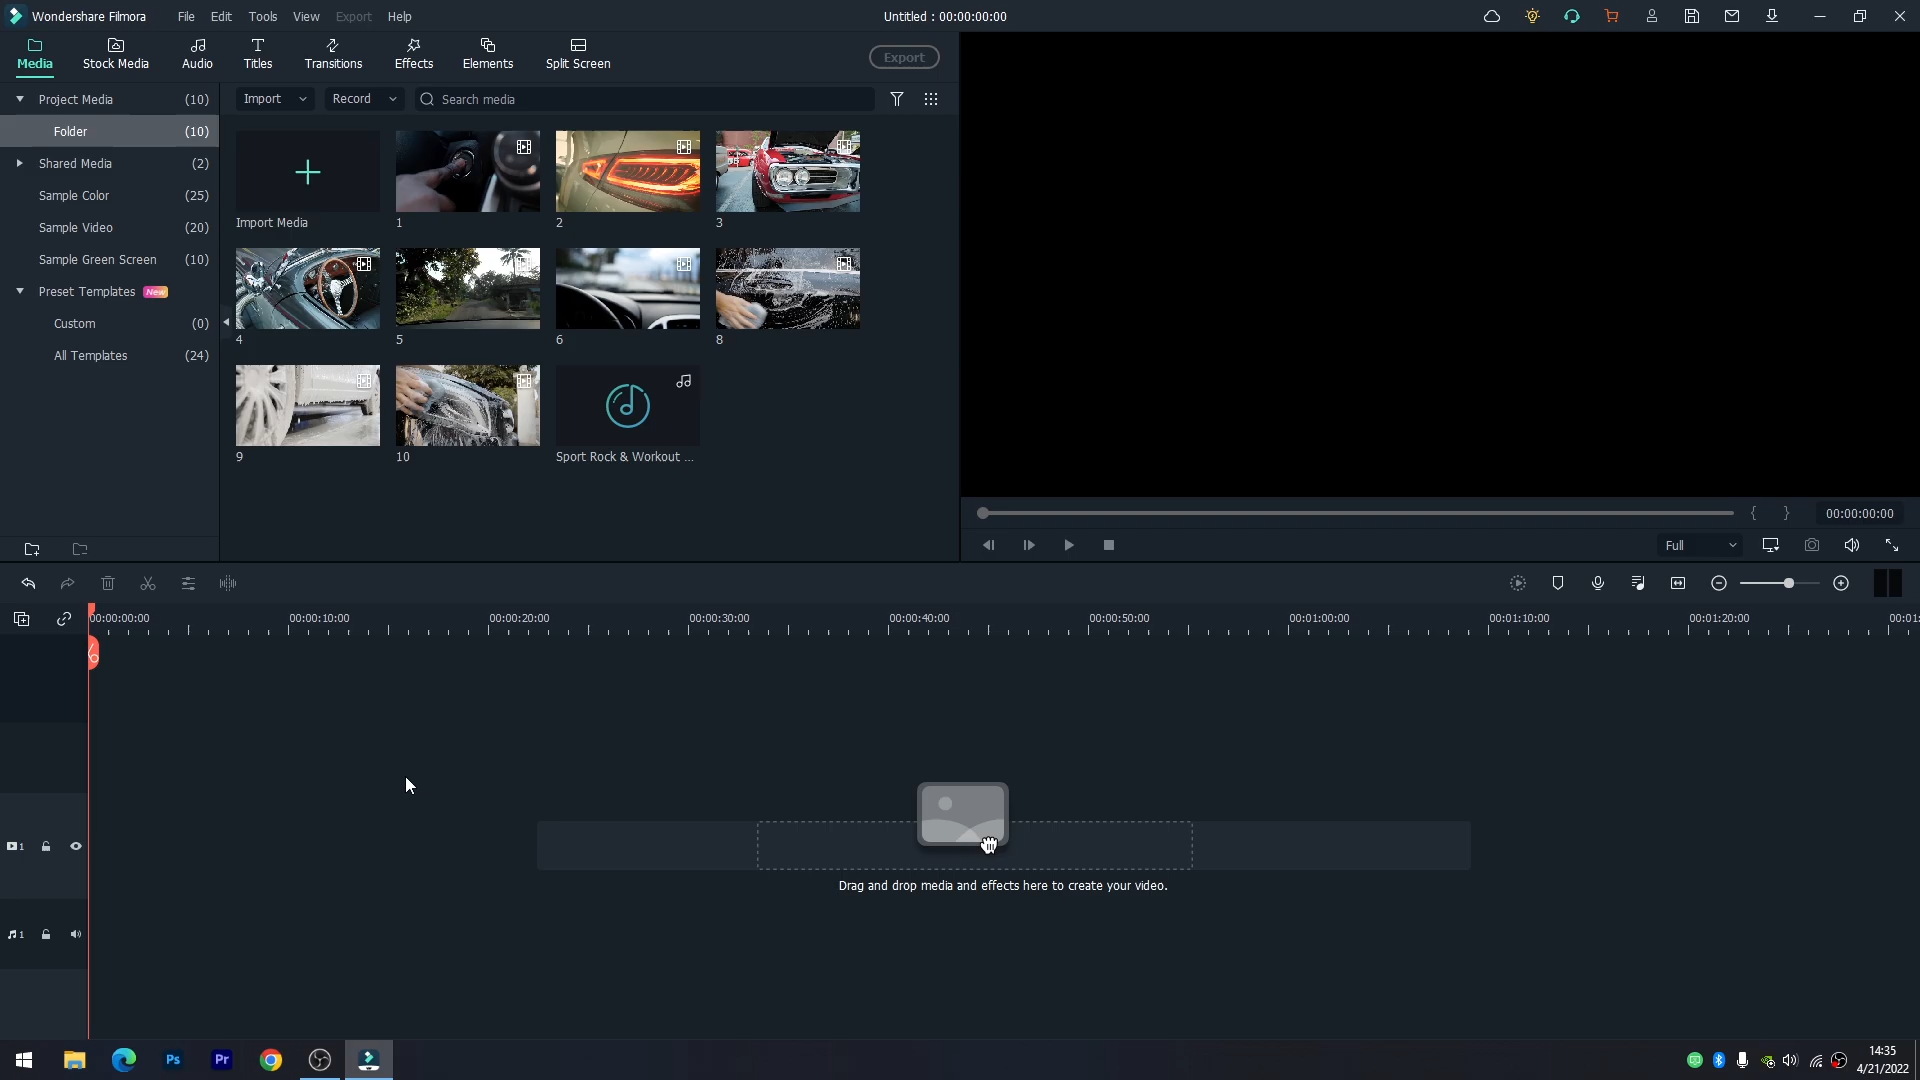 Wondershare Filmora
File
Edit
Tools
View
Export
Help
Untitled : 00:00:00:00
Media
Stock Media
Audio
Titles
Transitions
Effects
Elements
Split Screen
Export
Project Media (10)
Folder (10)
Shared Media (2)
Sample Color (25)
Sample Video (20)
Sample Green Screen (10)
Preset Templates New
Custom (0)
All Templates (24)
Import
Record
Search media
Import Media
1
2
3
4
5
6
8
9
10
Sport Rock & Workout ...
{ }
00:00:00:00
Full
00:00:00:00
00:00:10:00
00:00:20:00
00:00:30:00
00:00:40:00
00:00:50:00
00:01:00:00
00:01:10:00
00:01:20:00
00:01:
1
Drag and drop media and effects here to create your video.
1
Ps
Pr
14:35
4/21/2022